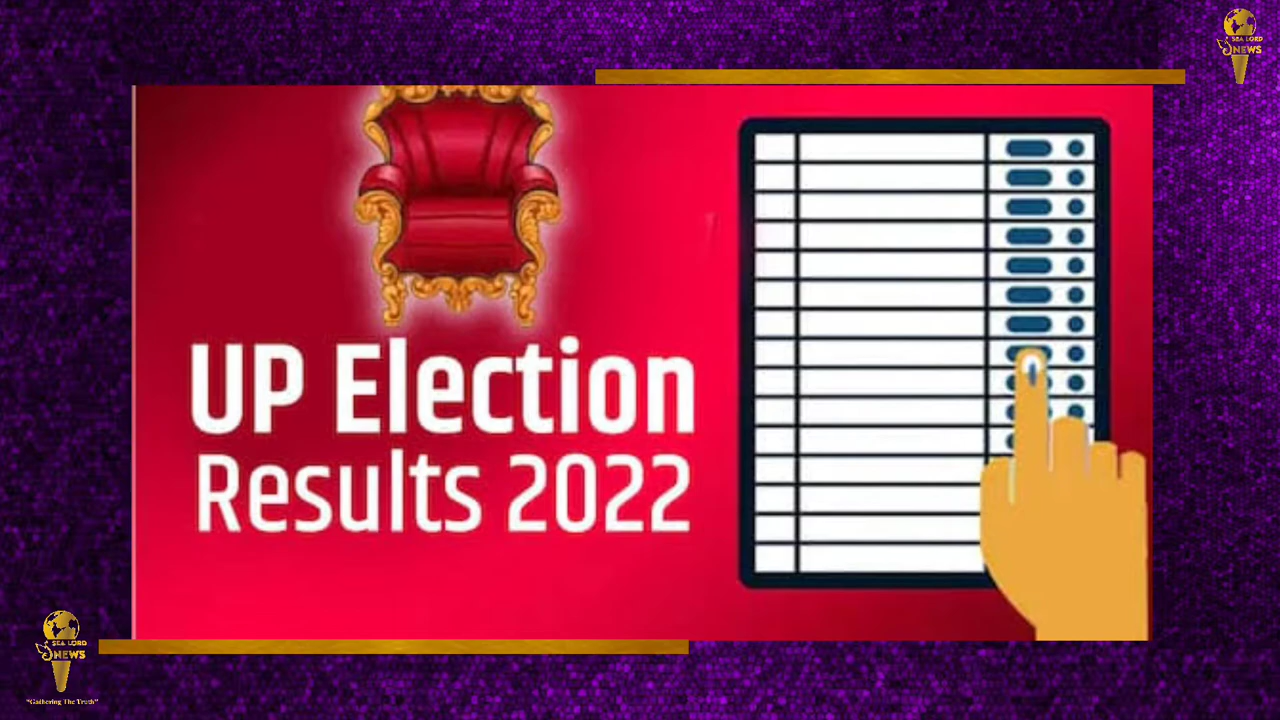 SEA LORD
NEWS
UP Election
Results 2022
SEA LORD
NEWS
"Gathering The Truth"